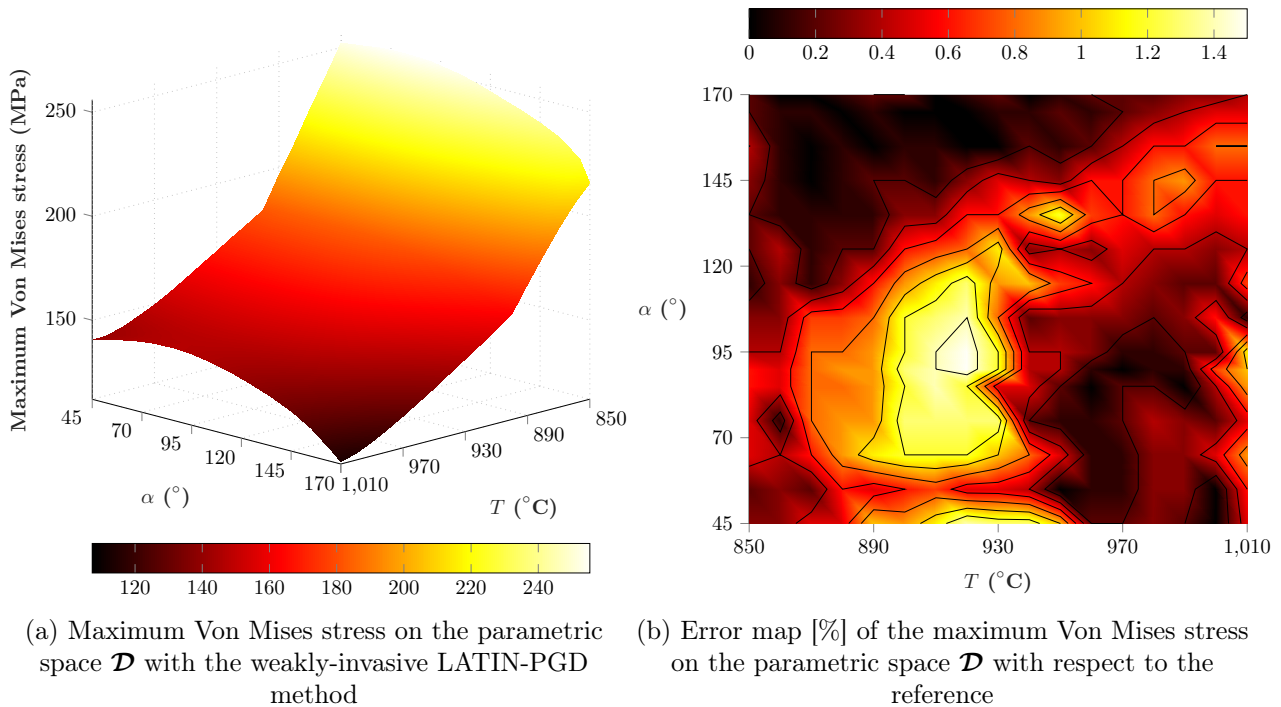 Maximum Von Mises stress (MPa)
250
200
150
45
70
95
120
145
170
1,010
970
930
890
850
α (°)
T (°C)
120 140 160 180 200 220 240
(a) Maximum Von Mises stress on the parametric
space 𝓓 with the weakly-invasive LATIN-PGD
method
0 0.2 0.4 0.6 0.8 1 1.2 1.4
170
145
120
95
70
45
α (°)
850 890 930 970 1,010
T (°C)
(b) Error map [%] of the maximum Von Mises stress
on the parametric space 𝓓 with respect to the
reference